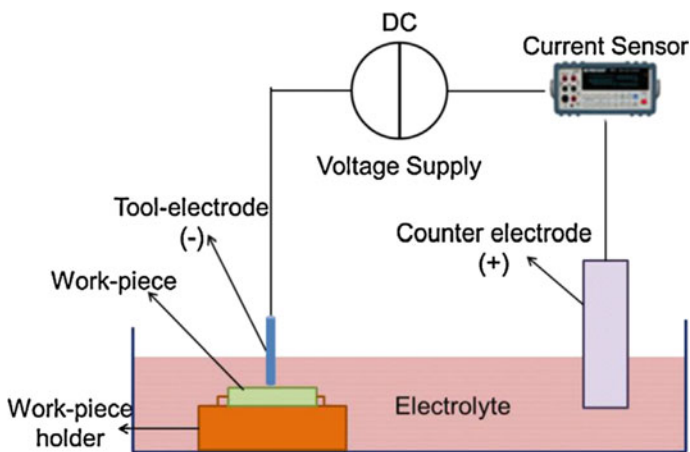 DC
Current Sensor
Voltage Supply
Tool-electrode
(-)
Counter electrode
(+)
Work-piece
Electrolyte
Work-piece
holder